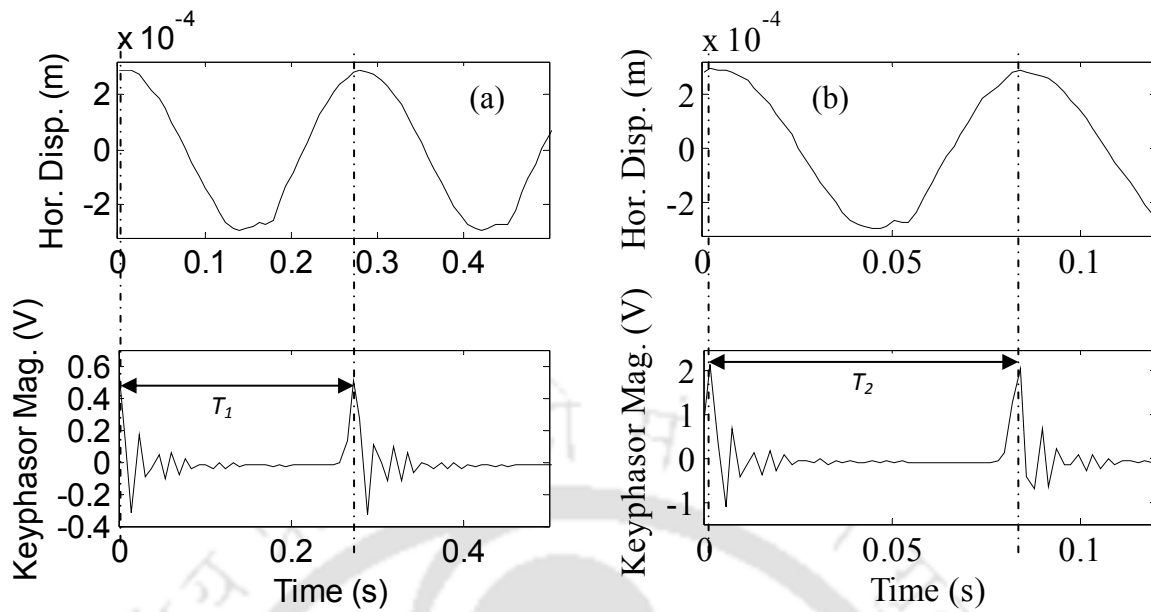 x 10⁻⁴
Hor. Disp. (m)
2
0
-2
(a)
0 0.1 0.2 0.3 0.4
Keyphasor Mag. (V)
0.6
0.4
0.2
0
-0.2
-0.4
T₁
0 0.2 0.4
Time (s)
x 10⁻⁴
Hor. Disp. (m)
2
0
-2
(b)
0 0.05 0.1
Keyphasor Mag. (V)
2
1
0
-1
T₂
0 0.05 0.1
Time (s)